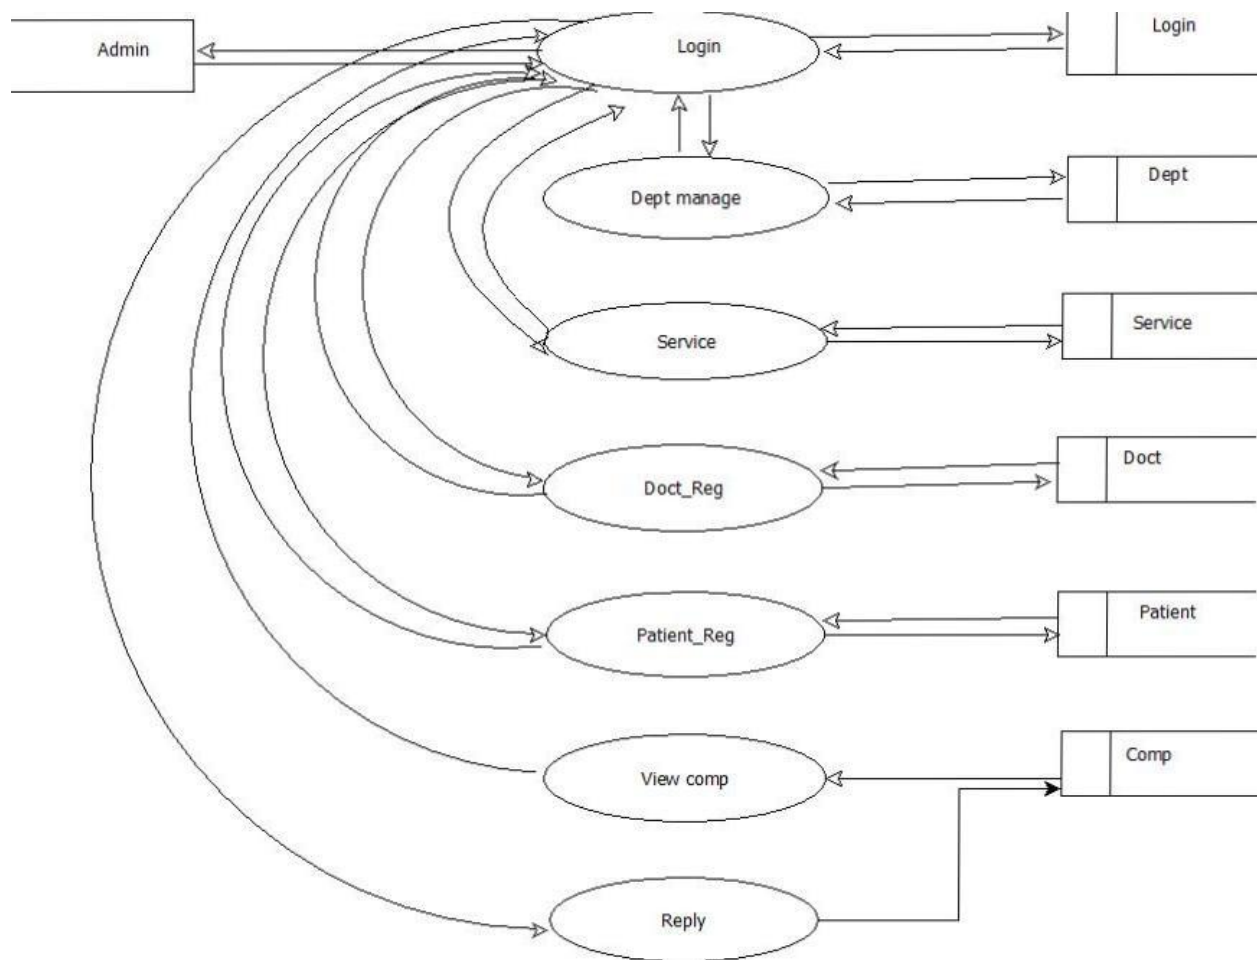 Admin
Login
Login
Dept manage
Dept
Service
Service
Doct_Reg
Doct
Patient_Reg
Patient
View comp
Comp
Reply